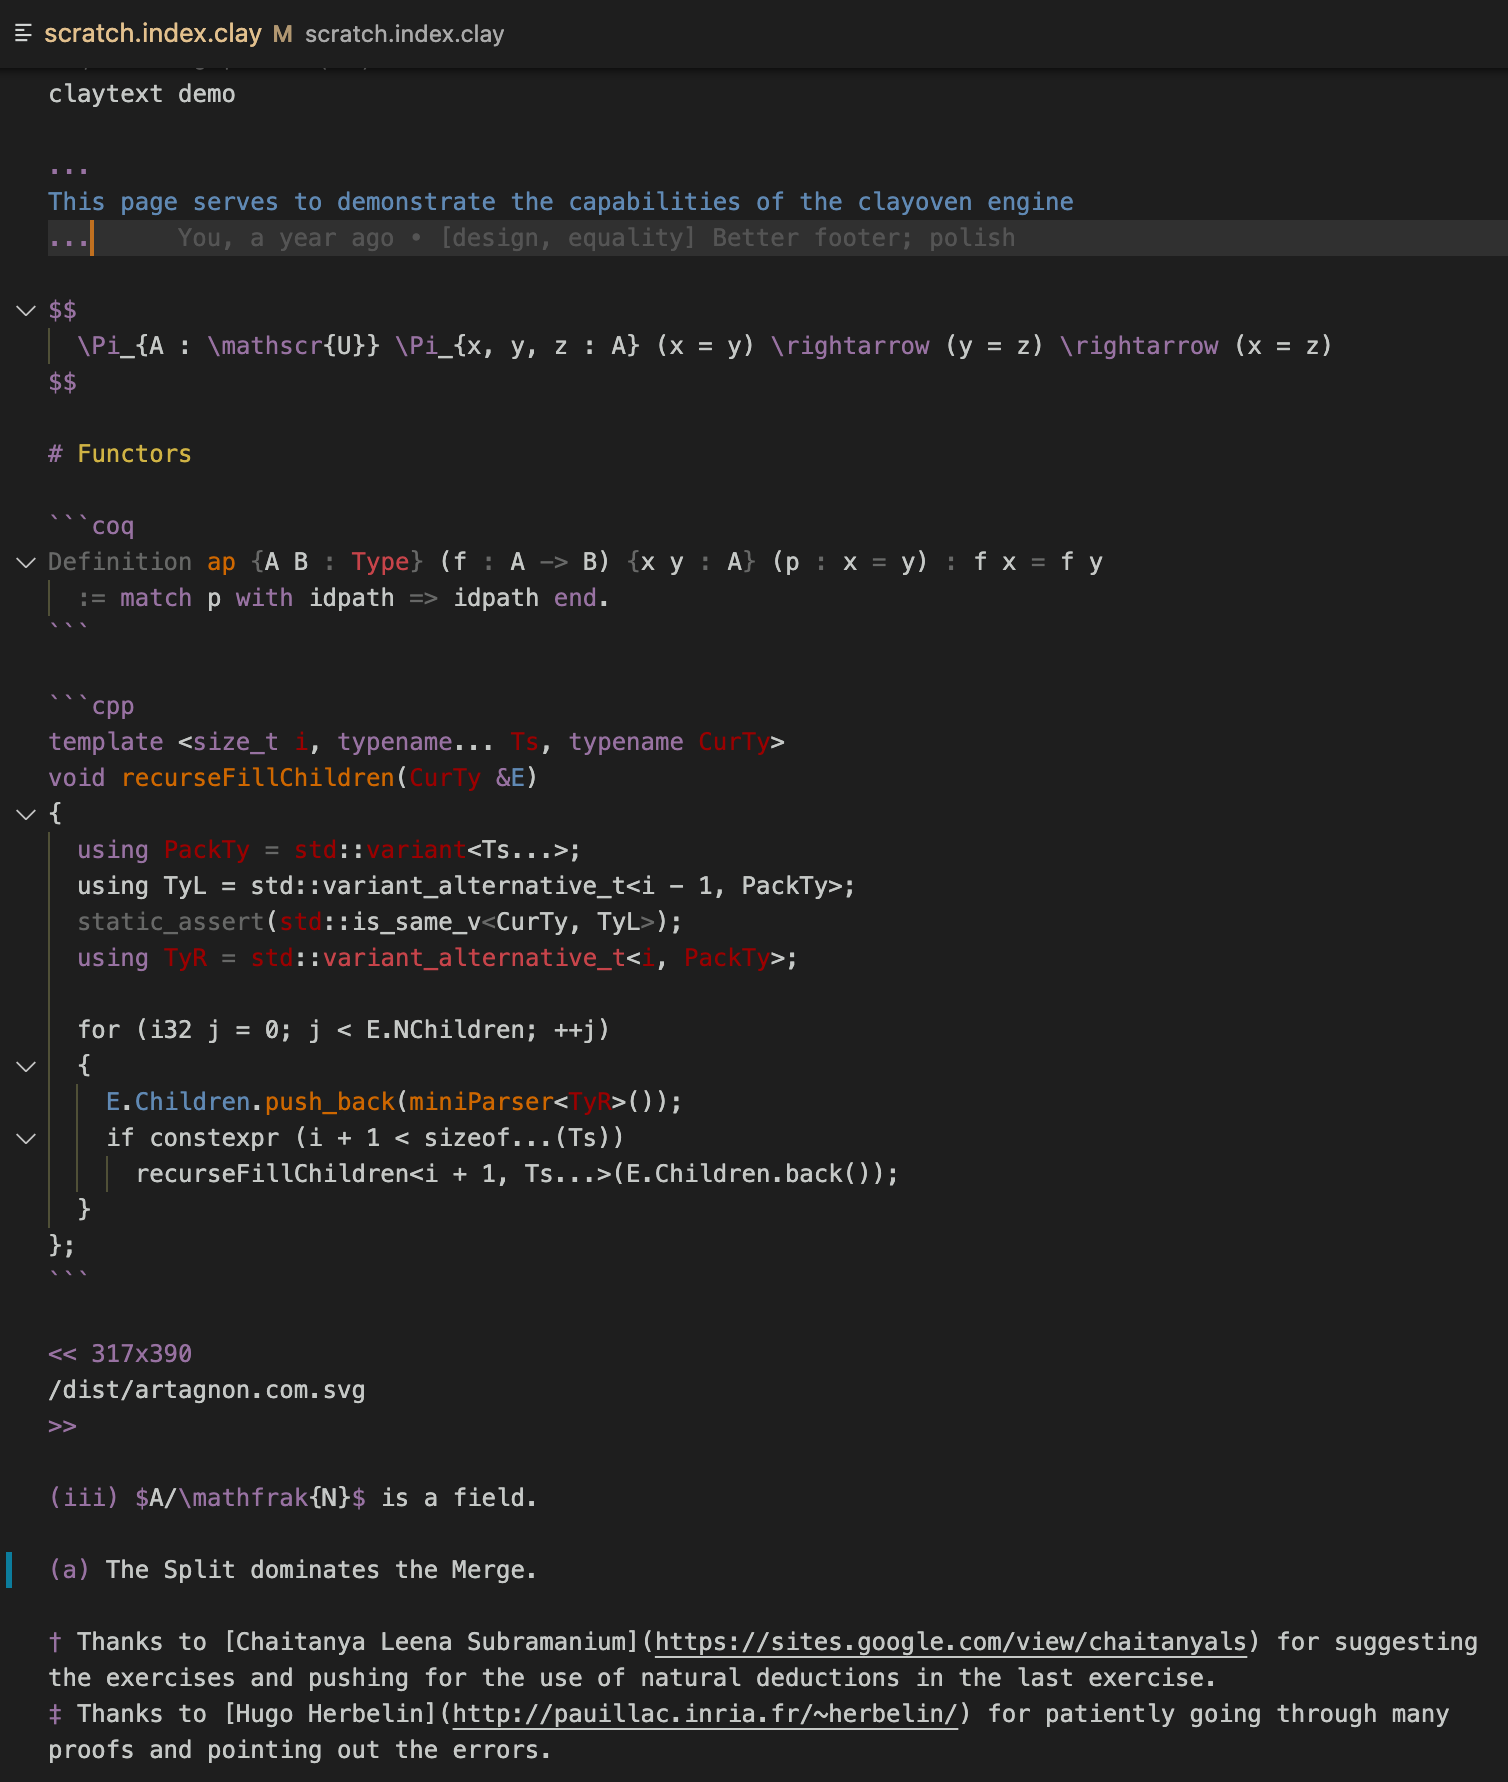 scratch.index.clay M scratch.index.clay
claytext demo
...
This page serves to demonstrate the capabilities of the clayoven engine
... You, a year ago • [design, equality] Better footer; polish
$$
\Pi_{A : \mathscr{U}} \Pi_{x, y, z : A} (x = y) \rightarrow (y = z) \rightarrow (x = z)
$$
# Functors
```coq
Definition ap {A B : Type} (f : A -> B) {x y : A} (p : x = y) : f x = f y
:= match p with idpath => idpath end.
```
```cpp
template <size_t i, typename... Ts, typename CurTy>
void recurseFillChildren(CurTy &E)
{
using PackTy = std::variant<Ts...>;
using TyL = std::variant_alternative_t<i - 1, PackTy>;
static_assert(std::is_same_v<CurTy, TyL>);
using TyR = std::variant_alternative_t<i, PackTy>;
for (i32 j = 0; j < E.NChildren; ++j)
{
E.Children.push_back(miniParser<TyR>());
if constexpr (i + 1 < sizeof...(Ts))
recurseFillChildren<i + 1, Ts...>(E.Children.back());
}
};
```
<< 317x390
/dist/artagnon.com.svg
>>
(iii) $A/\mathfrak{N}$ is a field.
(a) The Split dominates the Merge.
† Thanks to [Chaitanya Leena Subramanium](https://sites.google.com/view/chaitanyals) for suggesting
the exercises and pushing for the use of natural deductions in the last exercise.
‡ Thanks to [Hugo Herbelin](http://pauillac.inria.fr/~herbelin/) for patiently going through many
proofs and pointing out the errors.